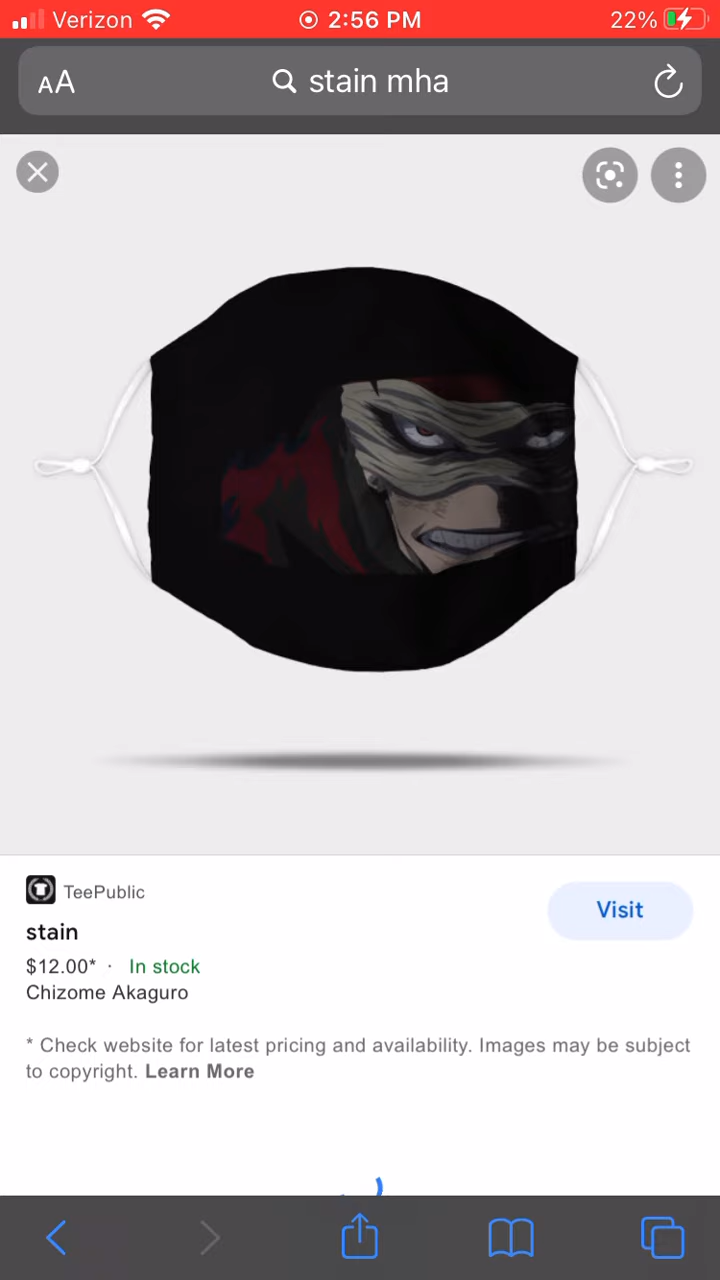 Verizon 2:56 PM 22%
AA stain mha
TeePublic
Visit
stain
$12.00* · In stock
Chizome Akaguro
* Check website for latest pricing and availability. Images may be subject
to copyright. Learn More